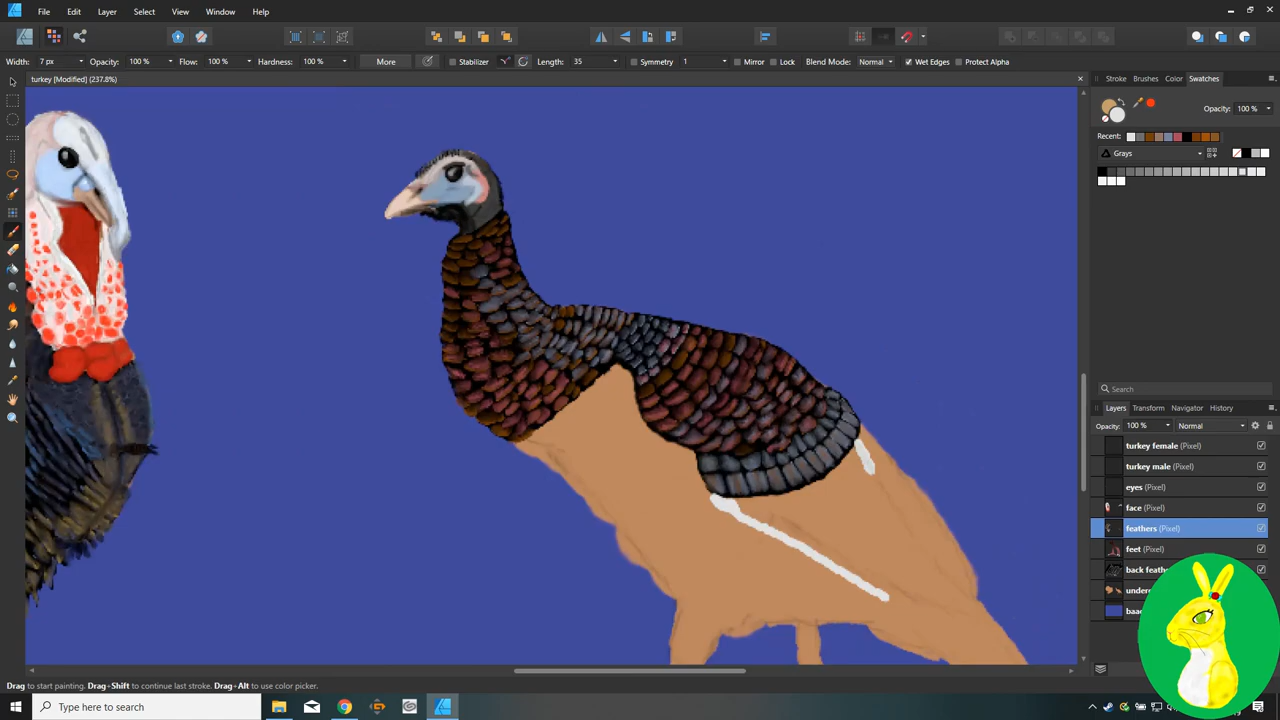 File Edit Layer Select View Window Help
Width: 7 px Opacity: 100 % Flow: 100 % Hardness: 100 % More Stabilizer Length: 35 Symmetry 1 Mirror Lock Blend Mode: Normal Wet Edges Protect Alpha
turkey [Modified] (237.8%)
Stroke Brushes Color Swatches
Opacity: 100 %
Recent:
Grays
Search
Layers Transform Navigator History
Opacity: 100 % Normal
turkey female (Pixel)
turkey male (Pixel)
eyes (Pixel)
face (Pixel)
feathers (Pixel)
feet (Pixel)
back feathe
under
baa
Drag to start painting. Drag+Shift to continue last stroke. Drag+Alt to use color picker.
Type here to search